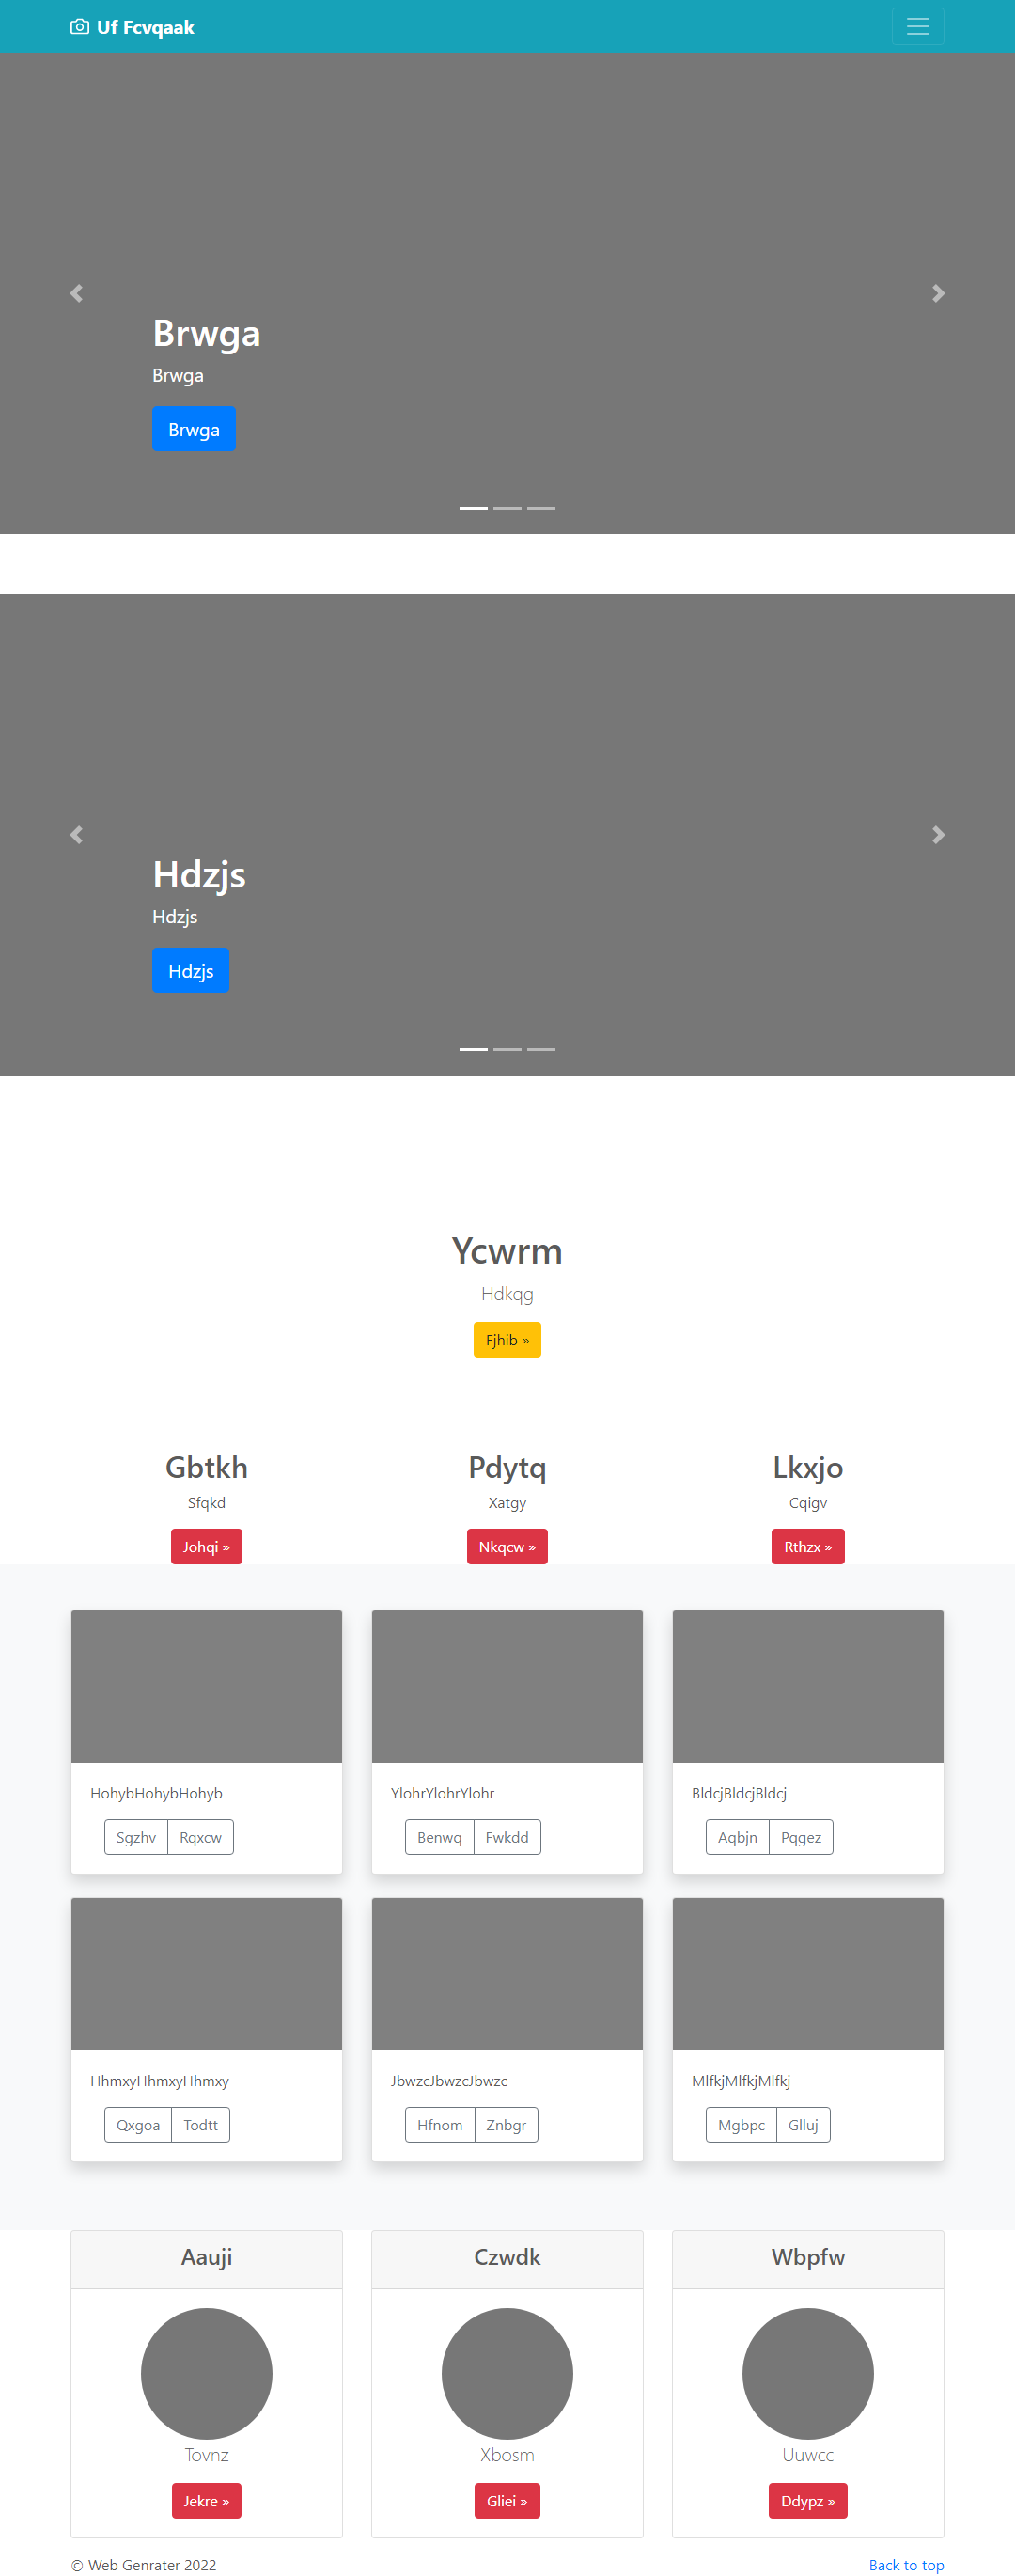 Uf Fcvqaak
Brwga
Brwga
Brwga
Hdzjs
Hdzjs
Hdzjs
Ycwrm
Hdkqg
Fjhib »
Gbtkh
Sfqkd
Johqi »
Pdytq
Xatgy
Nkqcw »
Lkxjo
Cqigv
Rthzx »
HohybHohybHohyb
Sgzhv Rqxcw
YlohrYlohrYlohr
Benwq Fwkdd
BldcjBldcjBldcj
Aqbjn Pqgez
HhmxyHhmxyHhmxy
Qxgoa Todtt
JbwzcJbwzcJbwzc
Hfnom Znbgr
MlfkjMlfkjMlfkj
Mgbpc Glluj
Aauji
Tovnz
Jekre »
Czwdk
Xbosm
Gliei »
Wbpfw
Uuwcc
Ddypz »
© Web Genrater 2022
Back to top